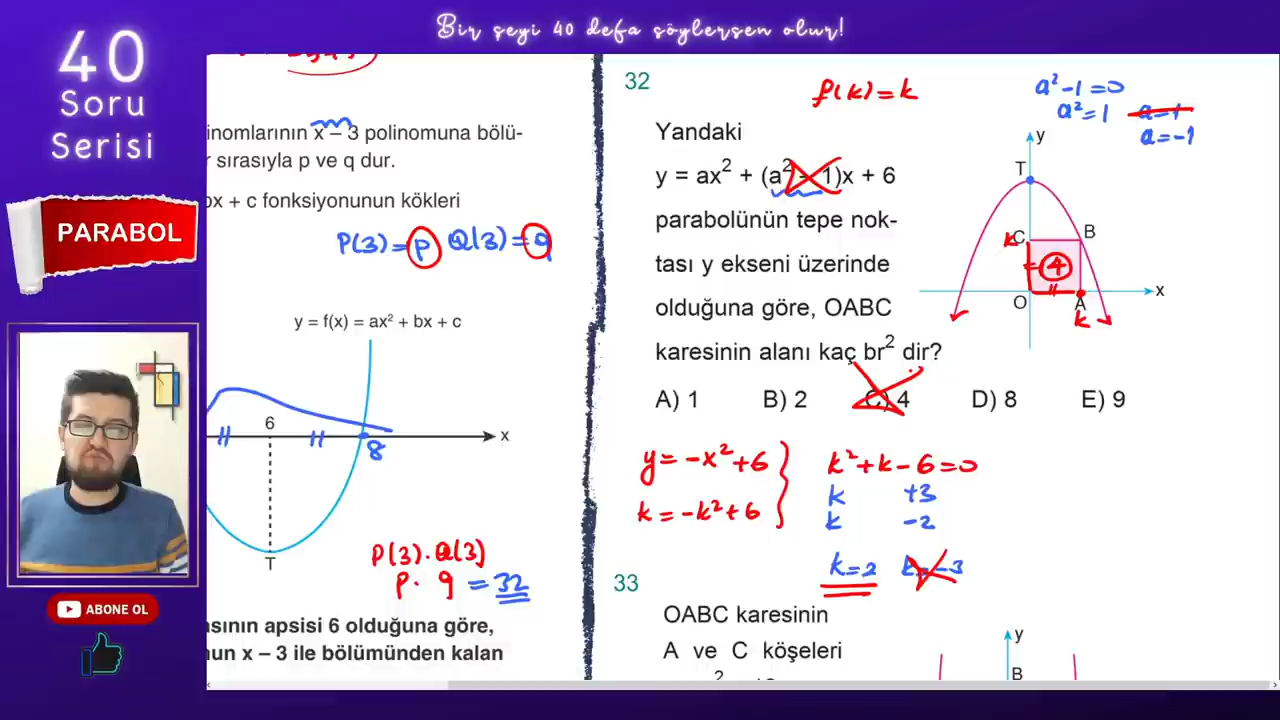 Bir şeyi 40 defa söylersen olur!
40
Soru
Serisi
PARABOL
ABONE OL
inomlarının x – 3 polinomuna bölü-
r sırasıyla p ve q dur.
bx + c fonksiyonunun kökleri
P(3) = p Q(3) = q
y = f(x) = ax² + bx + c
6
x
8
T
P(3) . Q(3)
p . q = 32
asının apsisi 6 olduğuna göre,
nun x – 3 ile bölümünden kalan
32
f(k) = k
a² - 1 = 0
a² = 1 a = 1
a = -1
Yandaki
y = ax² + (a² – 1)x + 6
parabolünün tepe nok-
tası y ekseni üzerinde
olduğuna göre, OABC
karesinin alanı kaç br² dir?
y
T
k C B
= 4
O A x
k
A) 1 B) 2 C) 4 D) 8 E) 9
y = -x² + 6
k = -k² + 6
k² + k - 6 = 0
k +3
k -2
k = 2 k = -3
33
OABC karesinin
A ve C köşeleri
y
B